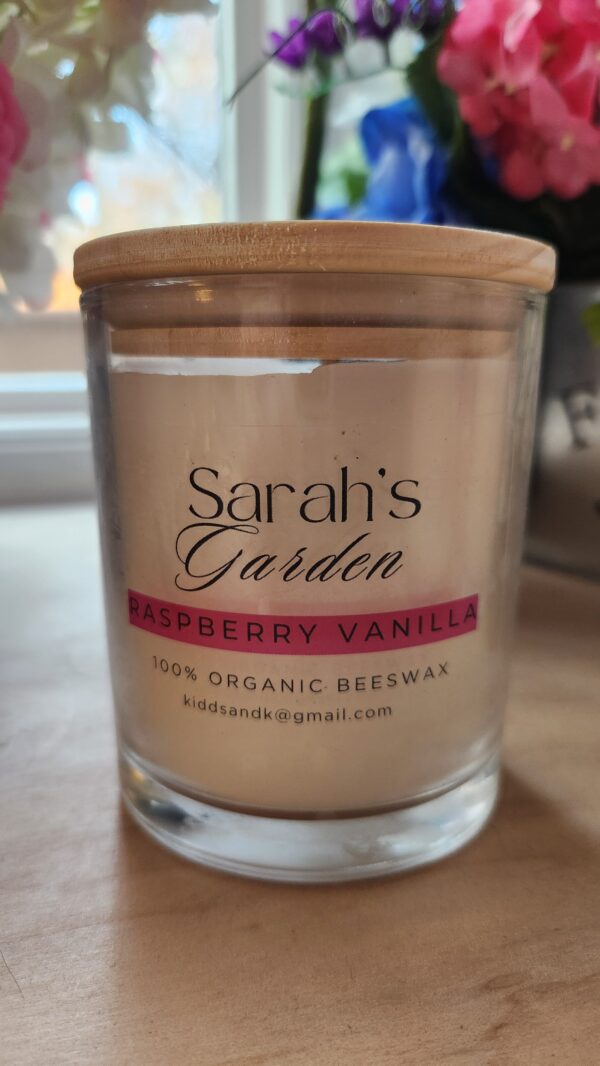 Sarah's
Garden
RASPBERRY VANILLA
100% ORGANIC BEESWAX
kiddsandk@gmail.com